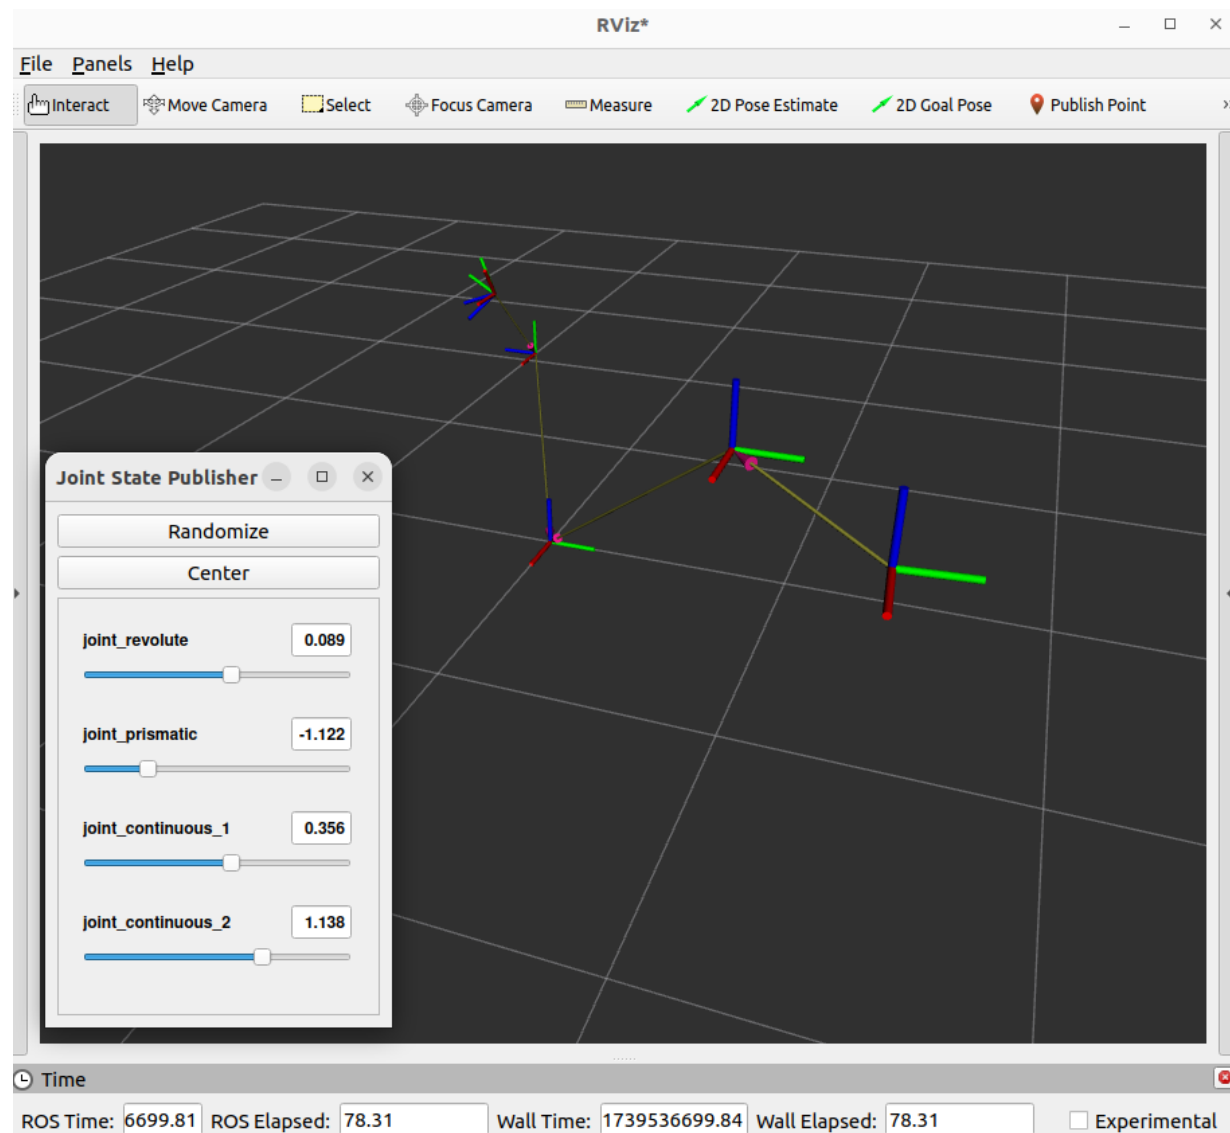 RViz*
File Panels Help
Interact Move Camera Select Focus Camera Measure 2D Pose Estimate 2D Goal Pose Publish Point
Joint State Publisher
Randomize
Center
joint_revolute 0.089
joint_prismatic -1.122
joint_continuous_1 0.356
joint_continuous_2 1.138
Time
ROS Time: 6699.81 ROS Elapsed: 78.31 Wall Time: 1739536699.84 Wall Elapsed: 78.31 Experimental